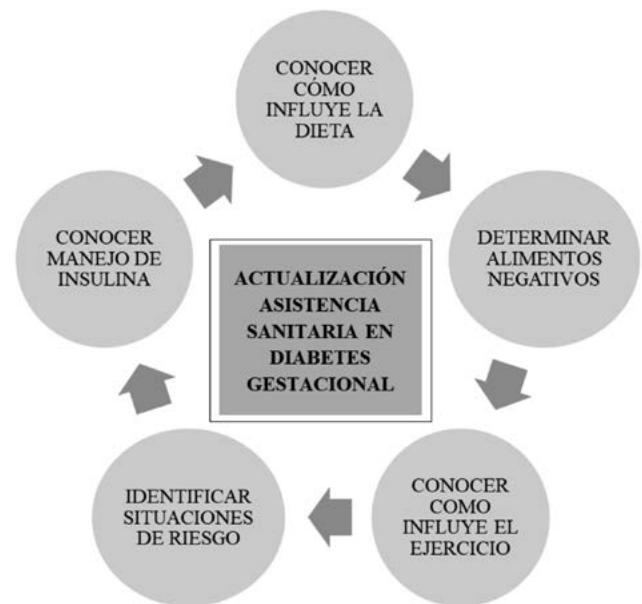 CONOCER
CÓMO
INFLUYE LA
DIETA
DETERMINAR
ALIMENTOS
NEGATIVOS
CONOCER
COMO
INFLUYE EL
EJERCICIO
IDENTIFICAR
SITUACIONES
DE RIESGO
CONOCER
MANEJO DE
INSULINA
ACTUALIZACIÓN
ASISTENCIA
SANITARIA EN
DIABETES
GESTACIONAL